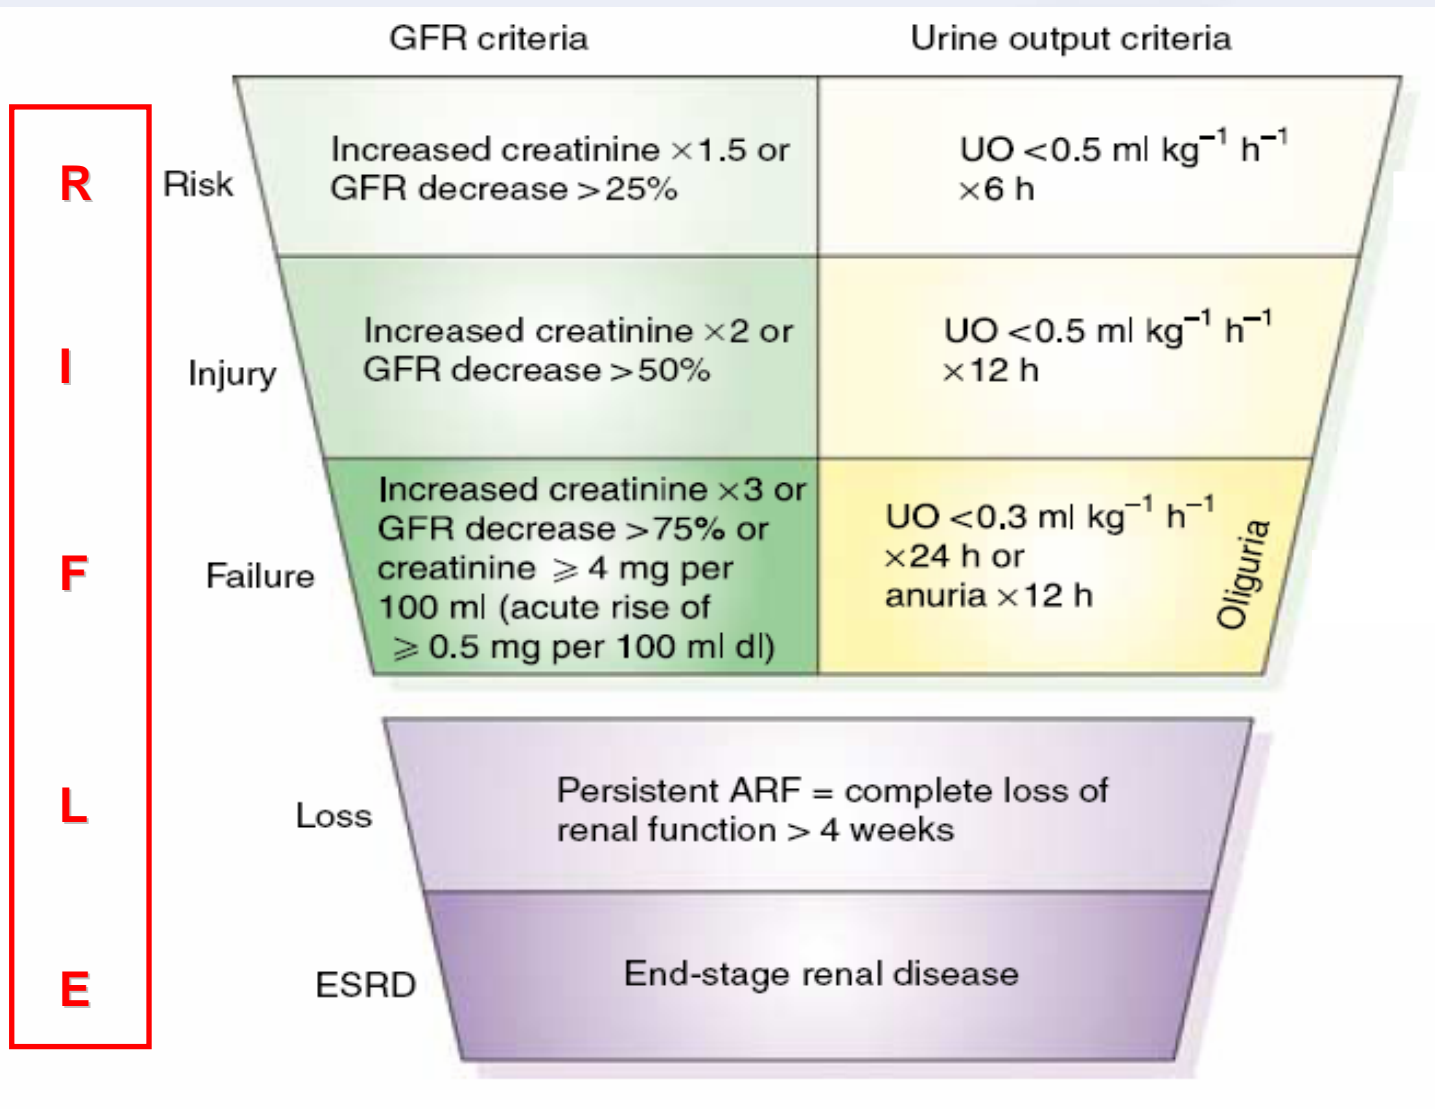 GFR criteria
Urine output criteria
R
Risk
Increased creatinine ×1.5 or
GFR decrease >25%
UO <0.5 ml kg⁻¹ h⁻¹
×6 h
I
Injury
Increased creatinine ×2 or
GFR decrease >50%
UO <0.5 ml kg⁻¹ h⁻¹
×12 h
F
Failure
Increased creatinine ×3 or
GFR decrease >75% or
creatinine ⩾ 4 mg per
100 ml (acute rise of
⩾ 0.5 mg per 100 ml dl)
UO <0.3 ml kg⁻¹ h⁻¹
×24 h or
anuria ×12 h
Oliguria
L
Loss
Persistent ARF = complete loss of
renal function > 4 weeks
E
ESRD
End-stage renal disease